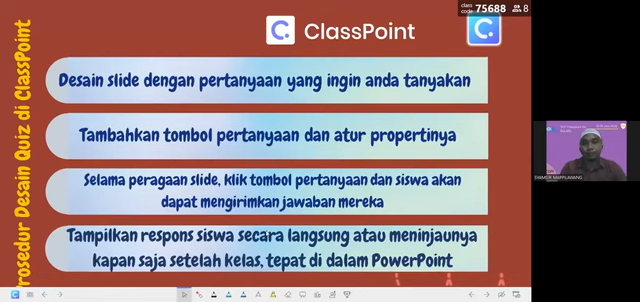 class code 75688 8
ClassPoint
Prosedur Desain Quiz di ClassPoint
Desain slide dengan pertanyaan yang ingin anda tanyakan
Tambahkan tombol pertanyaan dan atur propertinya
Selama peragaan slide, klik tombol pertanyaan dan siswa akan
dapat mengirimkan jawaban mereka
Tampilkan respons siswa secara langsung atau meninjaunya
kapan saja setelah kelas, tepat di dalam PowerPoint